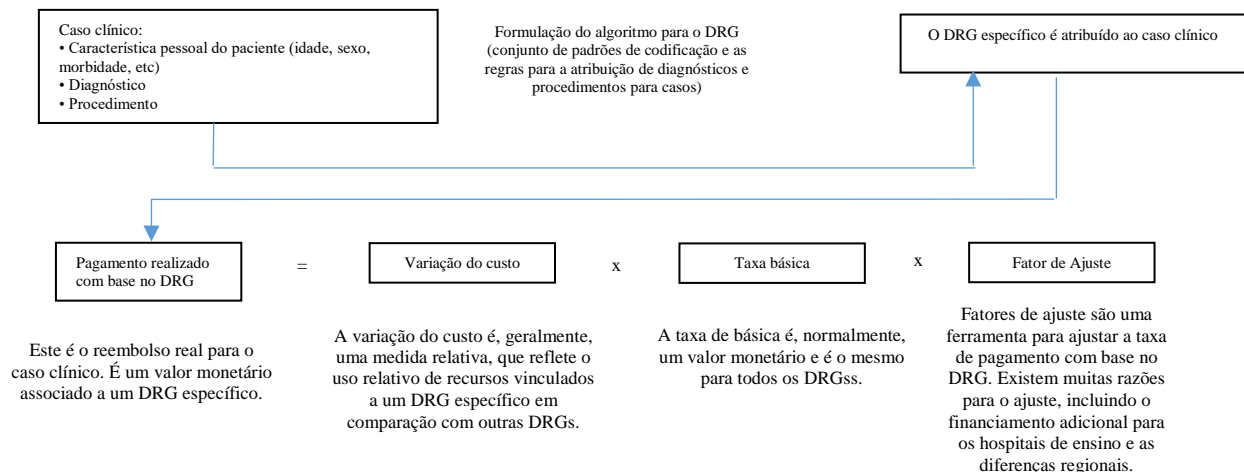 Caso clínico:
• Característica pessoal do paciente (idade, sexo,
morbidade, etc)
• Diagnóstico
• Procedimento
Formulação do algoritmo para o DRG
(conjunto de padrões de codificação e as
regras para a atribuição de diagnósticos e
procedimentos para casos)
O DRG específico é atribuído ao caso clínico
Pagamento realizado
com base no DRG
=
Variação do custo
x
Taxa básica
x
Fator de Ajuste
Este é o reembolso real para o
caso clínico. É um valor monetário
associado a um DRG específico.
A variação do custo é, geralmente,
uma medida relativa, que reflete o
uso relativo de recursos vinculados
a um DRG específico em
comparação com outras DRGs.
A taxa de básica é, normalmente,
um valor monetário e é o mesmo
para todos os DRGss.
Fatores de ajuste são uma
ferramenta para ajustar a taxa
de pagamento com base no
DRG. Existem muitas razões
para o ajuste, incluindo o
financiamento adicional para
os hospitais de ensino e as
diferenças regionais.